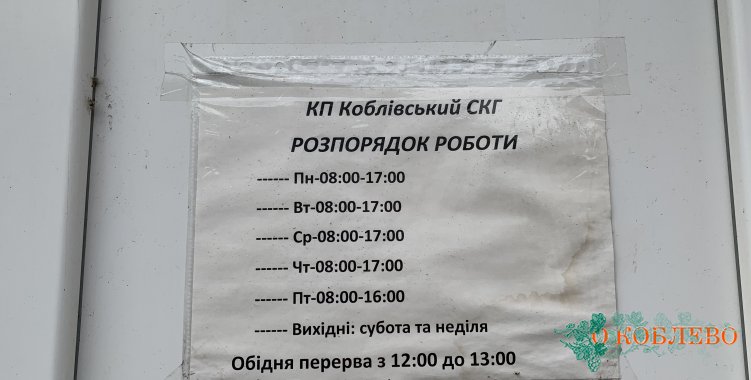 КП Коблівський СКГ
РОЗПОРЯДОК РОБОТИ
------ Пн-08:00-17:00
------ Вт-08:00-17:00
------ Ср-08:00-17:00
------ Чт-08:00-17:00
------ Пт-08:00-16:00
------ Вихідні: субота та неділя
Обідня перерва з 12:00 до 13:00
О КОБЛЕВО